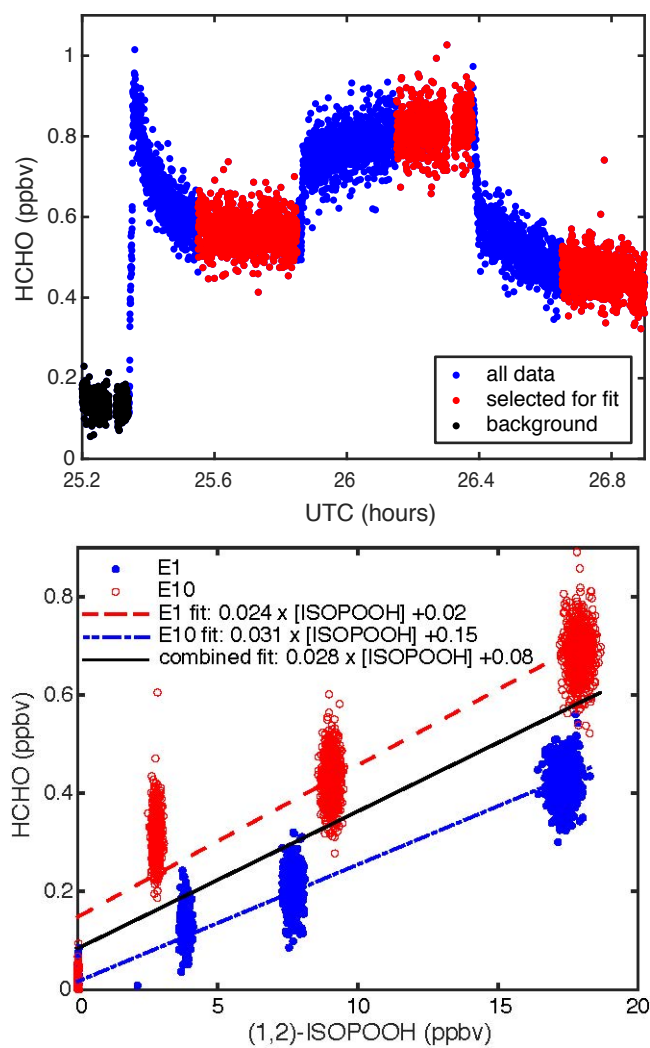 1
0.8
0.6
0.4
0.2
0
HCHO (ppbv)
all data
selected for fit
background
25.2 25.6 26 26.4 26.8
UTC (hours)
0.8
0.6
0.4
0.2
0
HCHO (ppbv)
E1
E10
E1 fit: 0.024 x [ISOPOOH] +0.02
E10 fit: 0.031 x [ISOPOOH] +0.15
combined fit: 0.028 x [ISOPOOH] +0.08
0 5 10 15 20
(1,2)-ISOPOOH (ppbv)